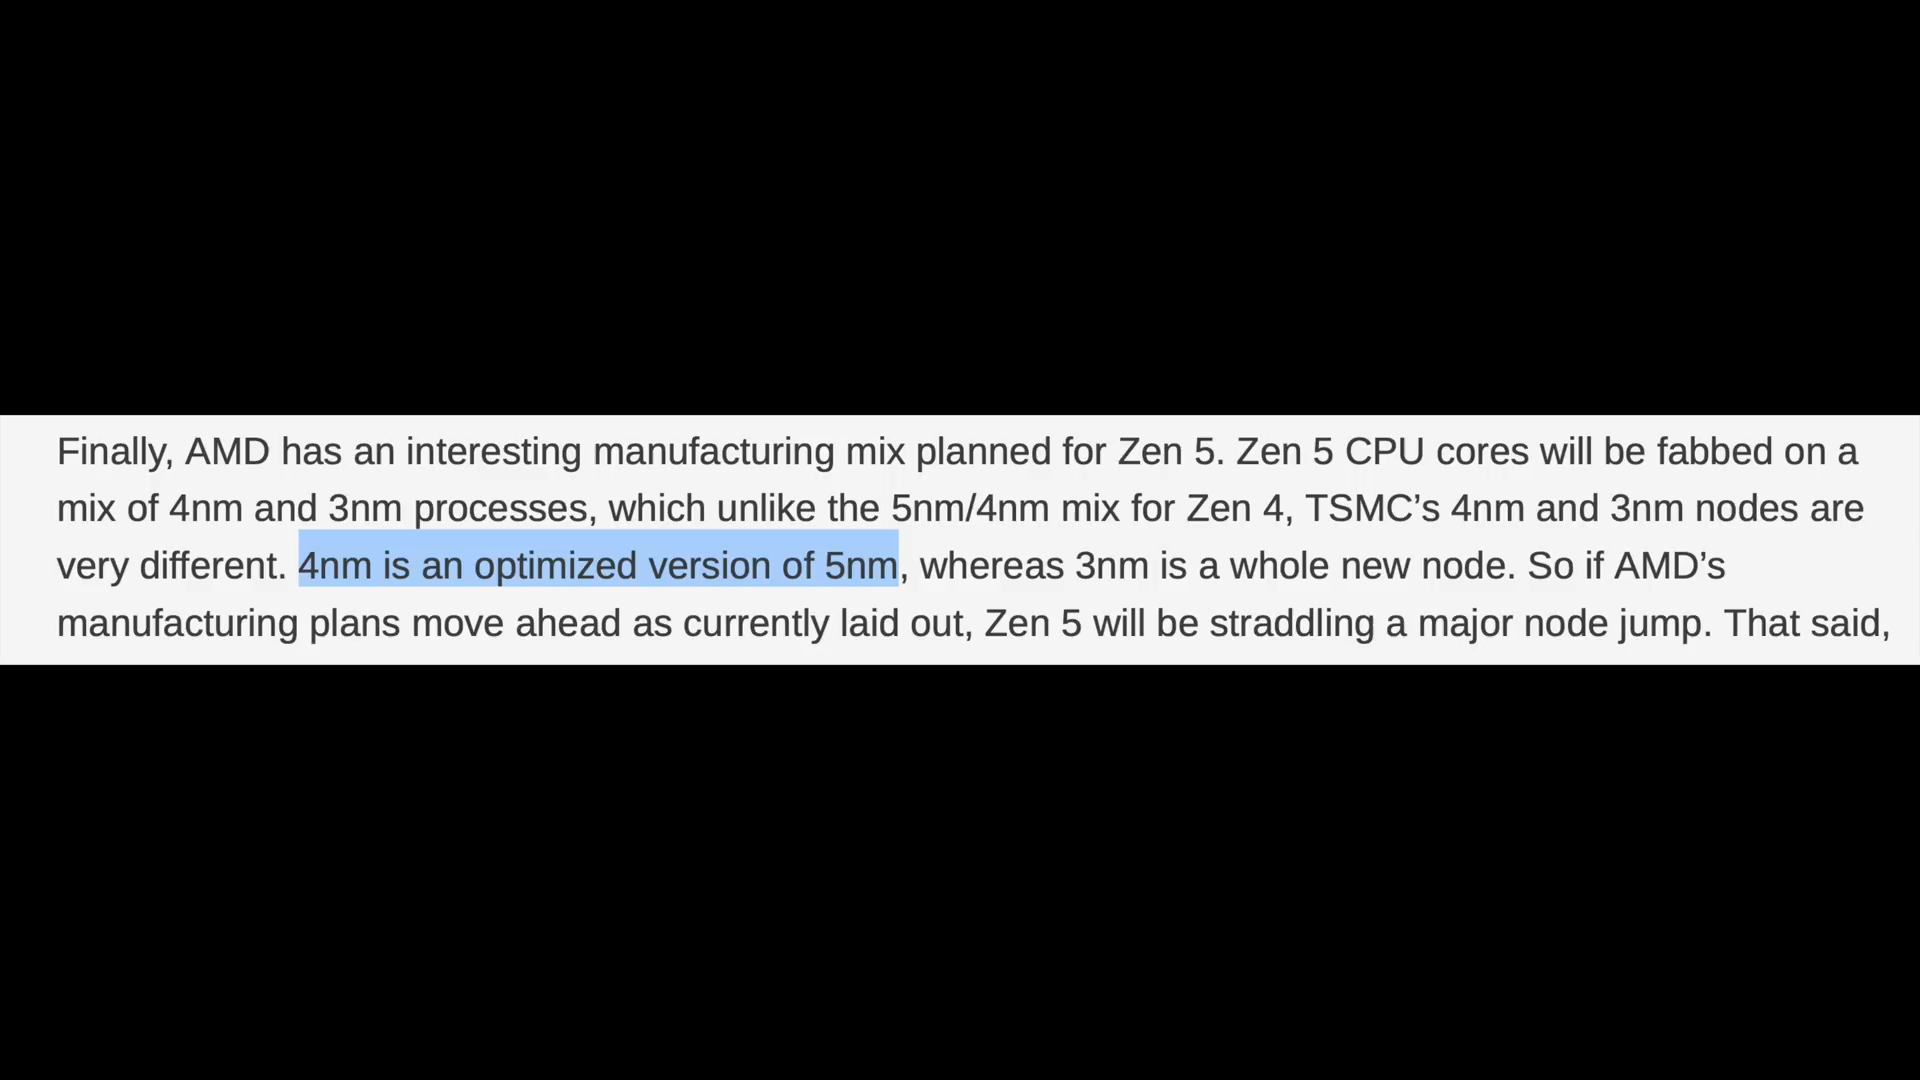 Finally, AMD has an interesting manufacturing mix planned for Zen 5. Zen 5 CPU cores will be fabbed on a
mix of 4nm and 3nm processes, which unlike the 5nm/4nm mix for Zen 4, TSMC’s 4nm and 3nm nodes are
very different. 4nm is an optimized version of 5nm, whereas 3nm is a whole new node. So if AMD’s
manufacturing plans move ahead as currently laid out, Zen 5 will be straddling a major node jump. That said,